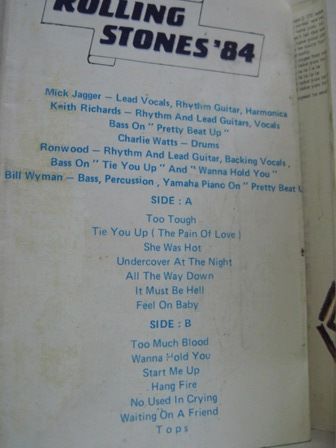 ROLLING
STONES '84
Mick Jagger – Lead Vocals, Rhythm Guitar, Harmonica
Keith Richards – Rhythm And Lead Guitars, Vocals
Bass On " Pretty Beat Up "
Charlie Watts – Drums
Ronwood – Rhythm And Lead Guitar, Backing Vocals ,
Bass On "Tie You Up " And " Wanna Hold You "
Bill Wyman – Bass, Percussion , Yamaha Piano On " Pretty Beat
SIDE : A
Too Tough
Tie You Up ( The Pain Of Love )
She Was Hot
Undercover At The Night
All The Way Down
It Must Be Hell
Feel On Baby
SIDE : B
Too Much Blood
Wanna Hold You
Start Me Up
Hang Fire
No Used In Crying
Waiting On A Friend
Tops